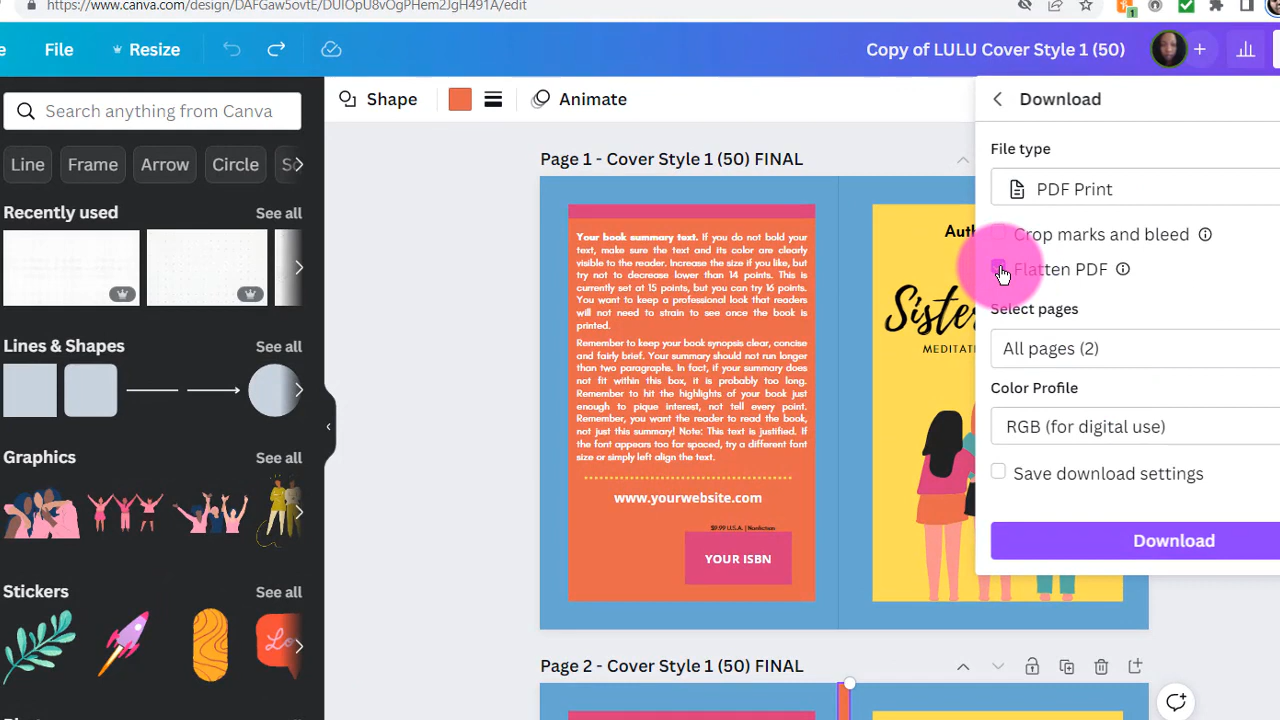 https://www.canva.com/design/DAFGaw5ovtE/DUIOpU8vOgPHem2JgH491A/edit
File
Resize
Copy of LULU Cover Style 1 (50)
Search anything from Canva
Line
Frame
Arrow
Circle
Recently used
See all
Lines & Shapes
See all
Graphics
See all
Stickers
See all
Shape
Animate
Page 1 - Cover Style 1 (50) FINAL
Your book summary text. If you do not bold your
text, make sure the text and its color are clearly
visible to the reader. Increase the size if you like, but
try not to decrease lower than 14 points. This is
currently set at 15 points, but you can try 16 points.
You want to keep a professional look that readers
will not need to strain to see once the book is
printed.
Remember to keep your book synopsis clear, concise
and fairly brief. Your summary should not run longer
than two paragraphs. In fact, if your summary does
not fit within this box, it is probably too long.
Remember to hit the highlights of your book just
enough to pique interest, not tell every point.
Remember, you want the reader to read the book,
not just this summary! Note: This text is justified. If
the font appears too far spaced, try a different font
size or simply left align the text.
www.yourwebsite.com
$9.99 U.S.A. | Nonfiction
YOUR ISBN
Auth
Sister
MEDITAT
Page 2 - Cover Style 1 (50) FINAL
Download
File type
PDF Print
Crop marks and bleed
Flatten PDF
Select pages
All pages (2)
Color Profile
RGB (for digital use)
Save download settings
Download